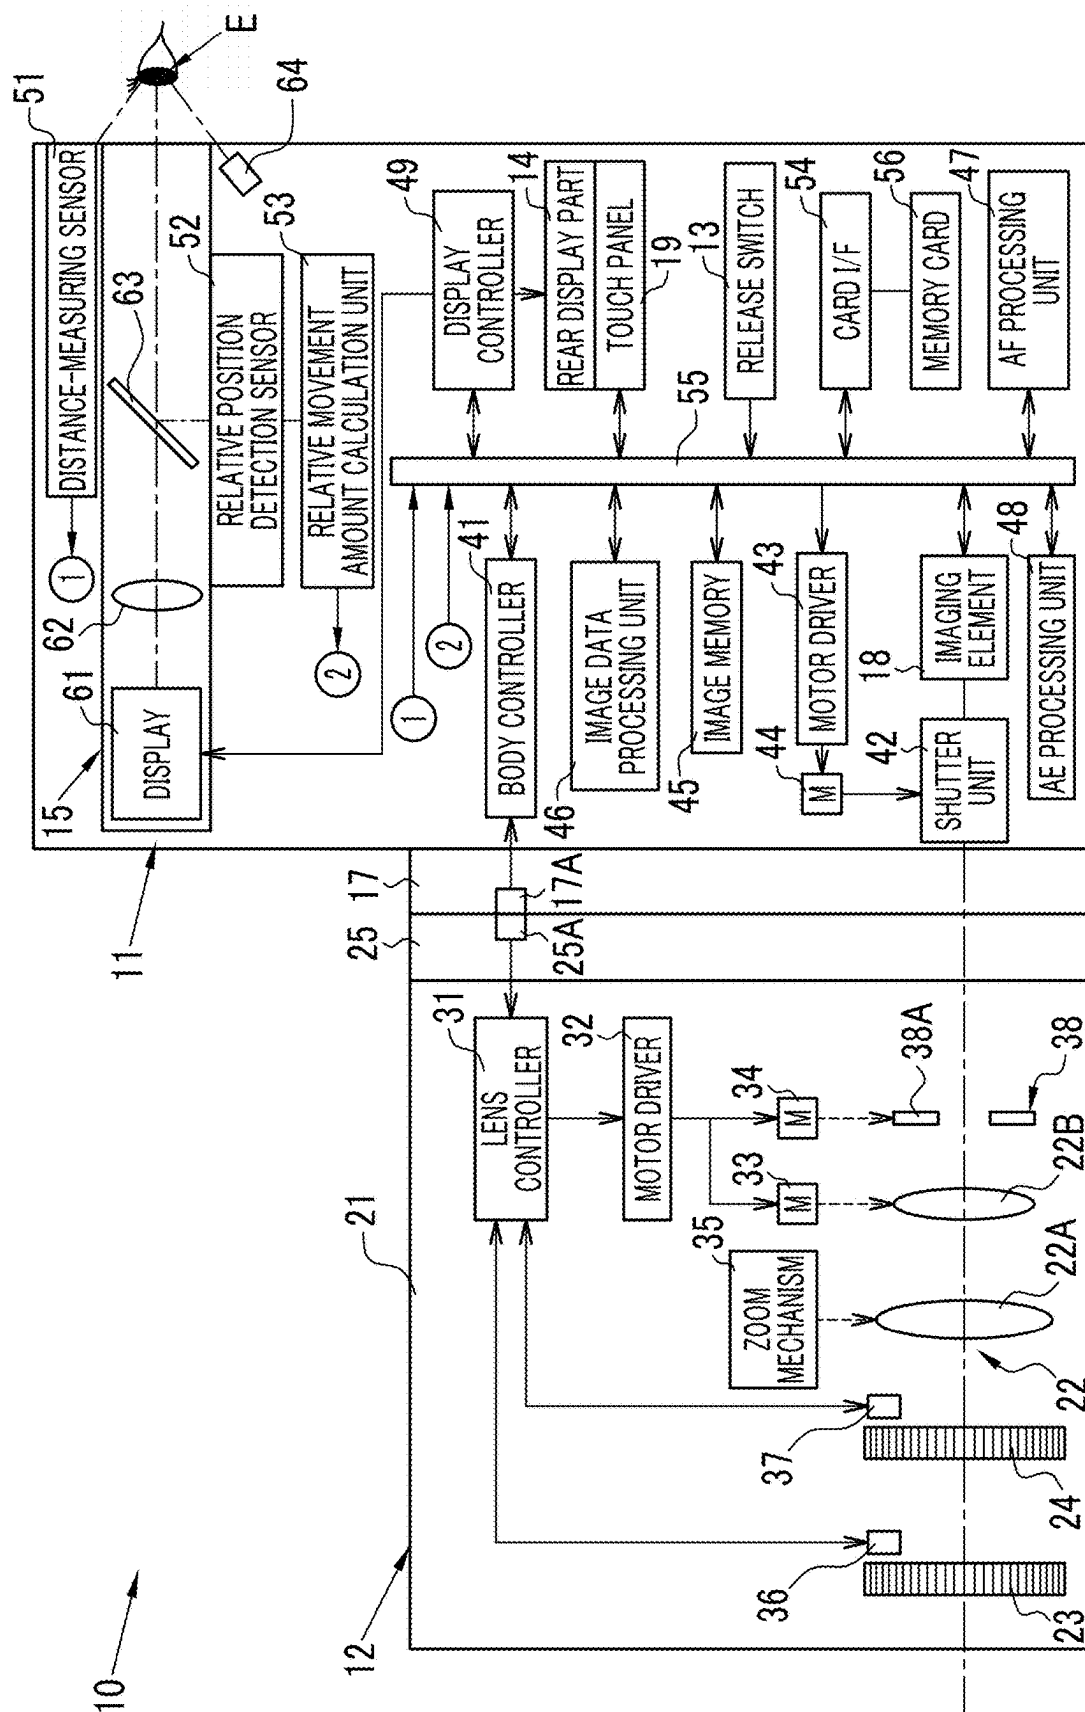 10
11
15
61
DISPLAY
62
1
DISTANCE-MEASURING SENSOR
51
63
E
64
RELATIVE POSITION
DETECTION SENSOR
52
RELATIVE MOVEMENT
AMOUNT CALCULATION UNIT
53
2
1
2
DISPLAY
CONTROLLER
49
REAR DISPLAY PART
14
TOUCH PANEL
19
RELEASE SWITCH
13
CARD I/F
54
MEMORY CARD
56
AF PROCESSING
UNIT
47
55
BODY CONTROLLER
41
IMAGE DATA
PROCESSING UNIT
46
IMAGE MEMORY
45
MOTOR DRIVER
43
M
44
SHUTTER
UNIT
42
IMAGING
ELEMENT
18
AE PROCESSING UNIT
48
12
21
25
17
25A
17A
LENS
CONTROLLER
31
MOTOR DRIVER
32
M
33
M
34
ZOOM
MECHANISM
35
36
37
38A
38
23
24
22
22A
22B